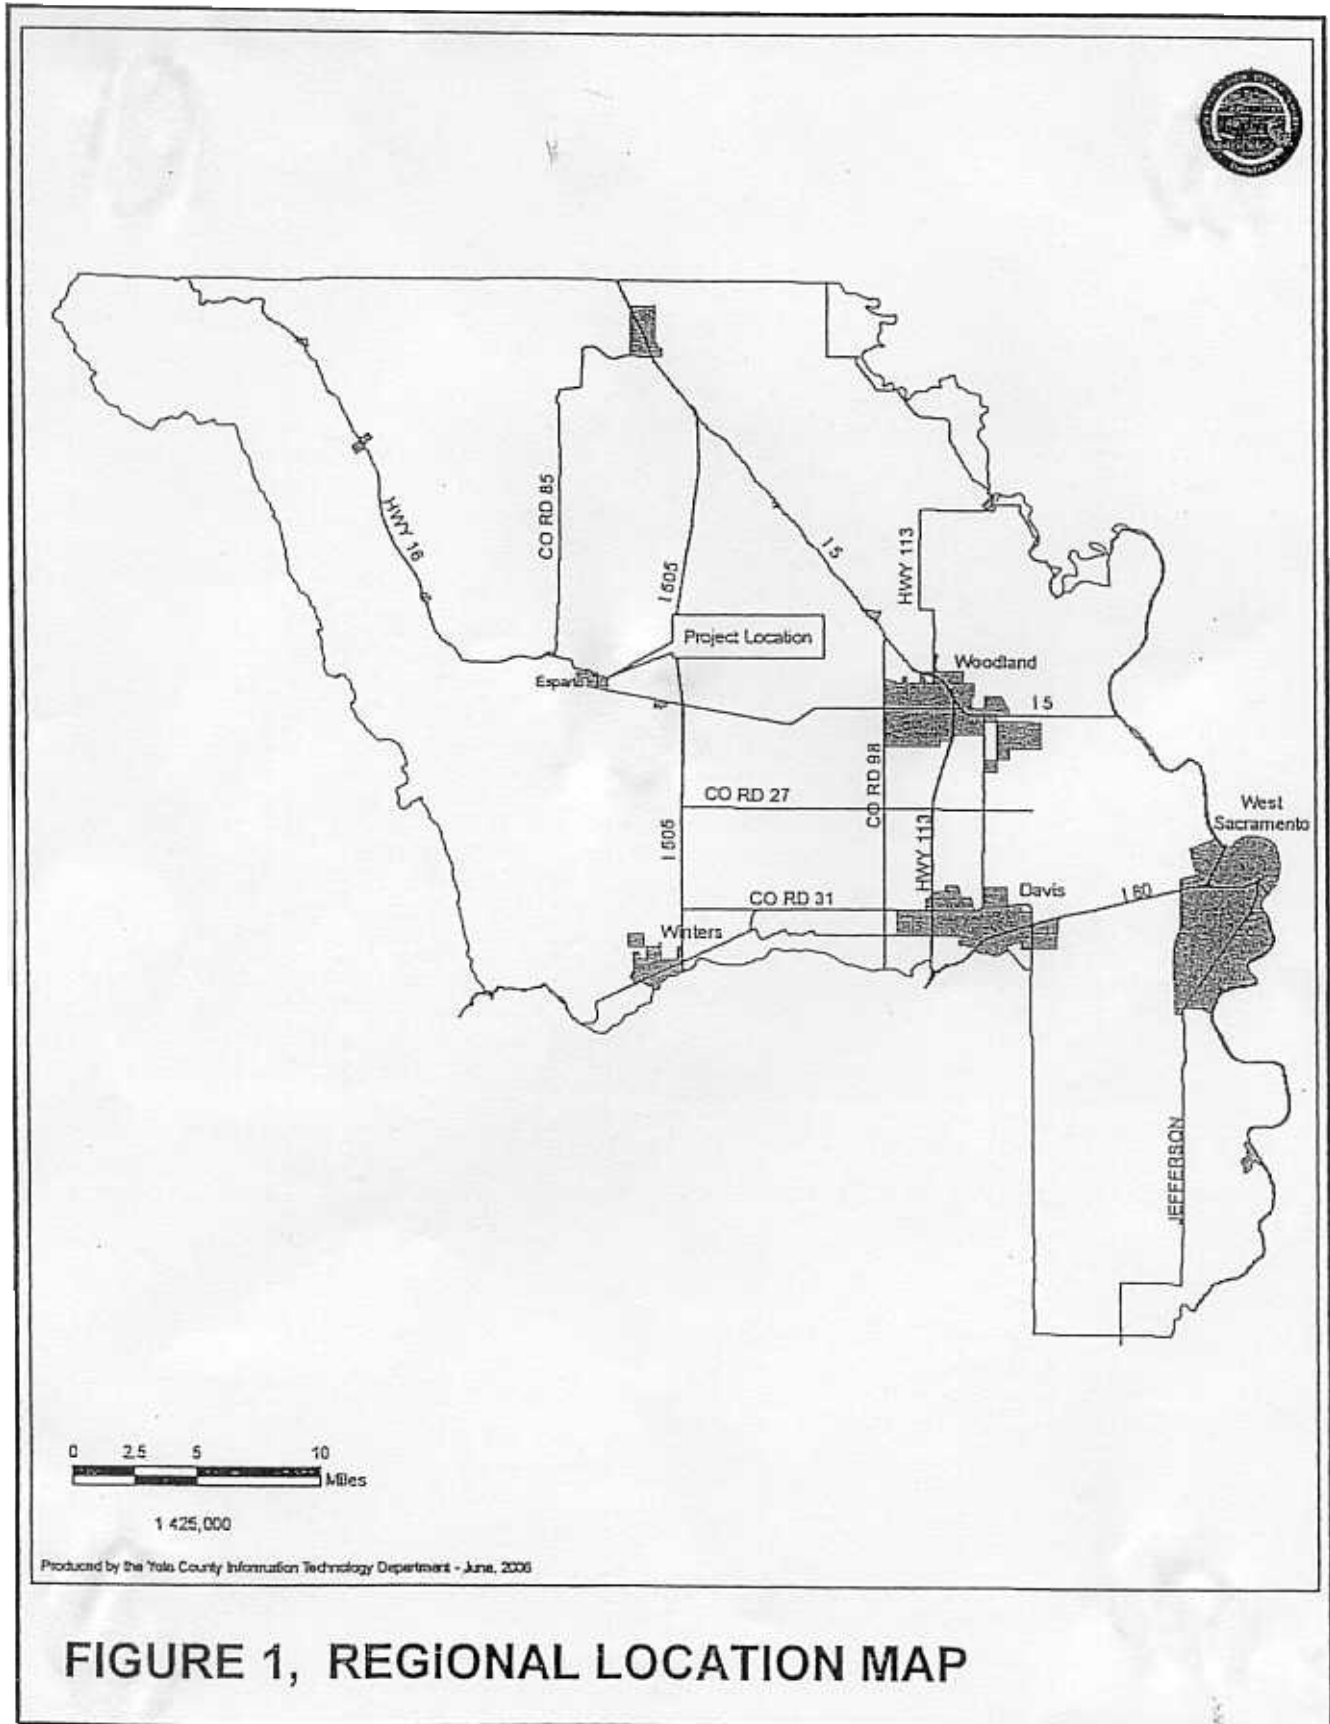 HWY 16
CO RD 85
I 505
I 5
HWY 113
Project Location
Woodland
Esparto
I 5
CO RD 98
CO RD 27
West
Sacramento
I 505
HWY 113
Davis
I 80
CO RD 31
Winters
JEFFERSON
0 2.5 5 10
Miles
1 425,000
Produced by the Yolo County Information Technology Department - June, 2006
FIGURE 1, REGIONAL LOCATION MAP